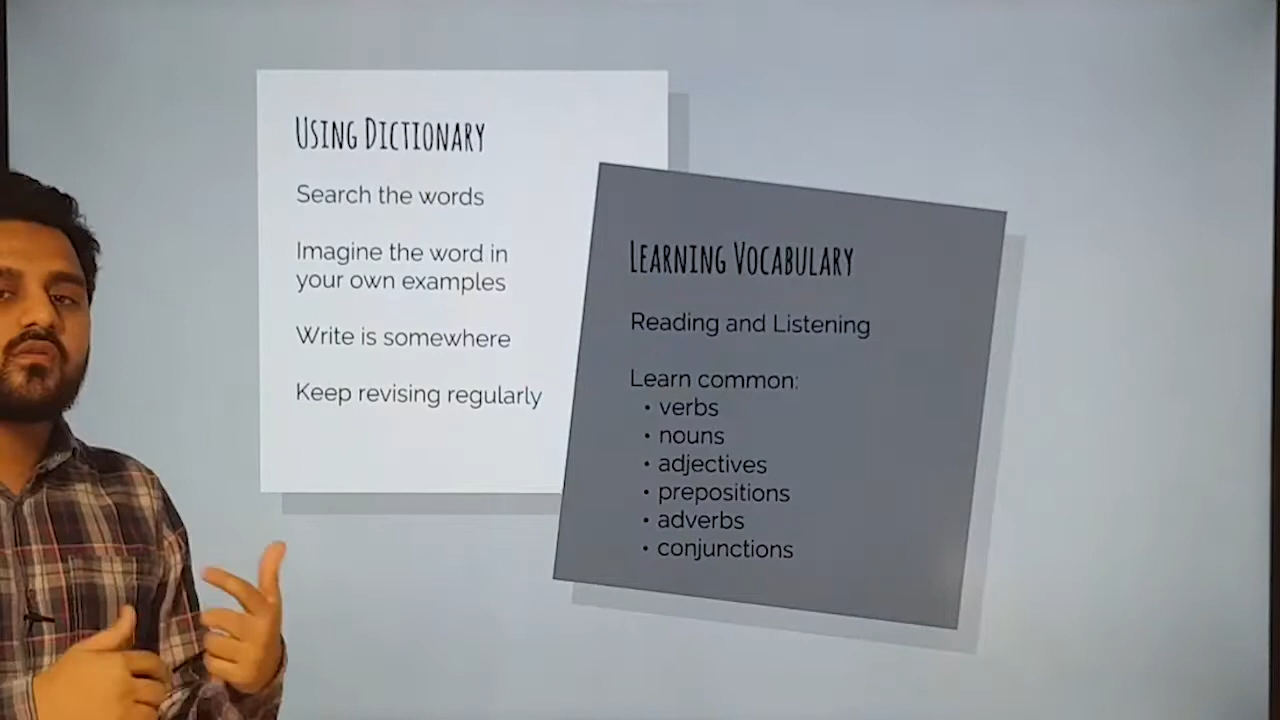 USING DICTIONARY
Search the words
Imagine the word in
your own examples
Write is somewhere
Keep revising regularly
LEARNING VOCABULARY
Reading and Listening
Learn common:
• verbs
• nouns
• adjectives
• prepositions
• adverbs
• conjunctions